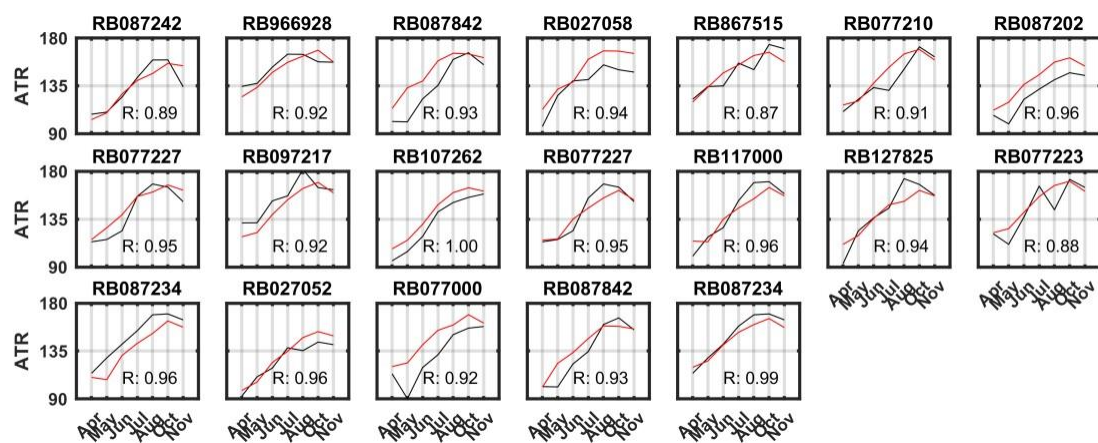 RB087242 RB966928 RB087842 RB027058 RB867515 RB077210 RB087202
180
135
90
ATR
R: 0.89 R: 0.92 R: 0.93 R: 0.94 R: 0.87 R: 0.91 R: 0.96
RB077227 RB097217 RB107262 RB077227 RB117000 RB127825 RB077223
180
135
90
ATR
R: 0.95 R: 0.92 R: 1.00 R: 0.95 R: 0.96 R: 0.94 R: 0.88
Apr May Jun Jul Aug Oct Nov Apr May Jun Jul Aug Oct Nov
RB087234 RB027052 RB077000 RB087842 RB087234
180
135
90
ATR
R: 0.96 R: 0.96 R: 0.92 R: 0.93 R: 0.99
Apr May Jun Jul Aug Oct Nov Apr May Jun Jul Aug Oct Nov Apr May Jun Jul Aug Oct Nov Apr May Jun Jul Aug Oct Nov Apr May Jun Jul Aug Oct Nov